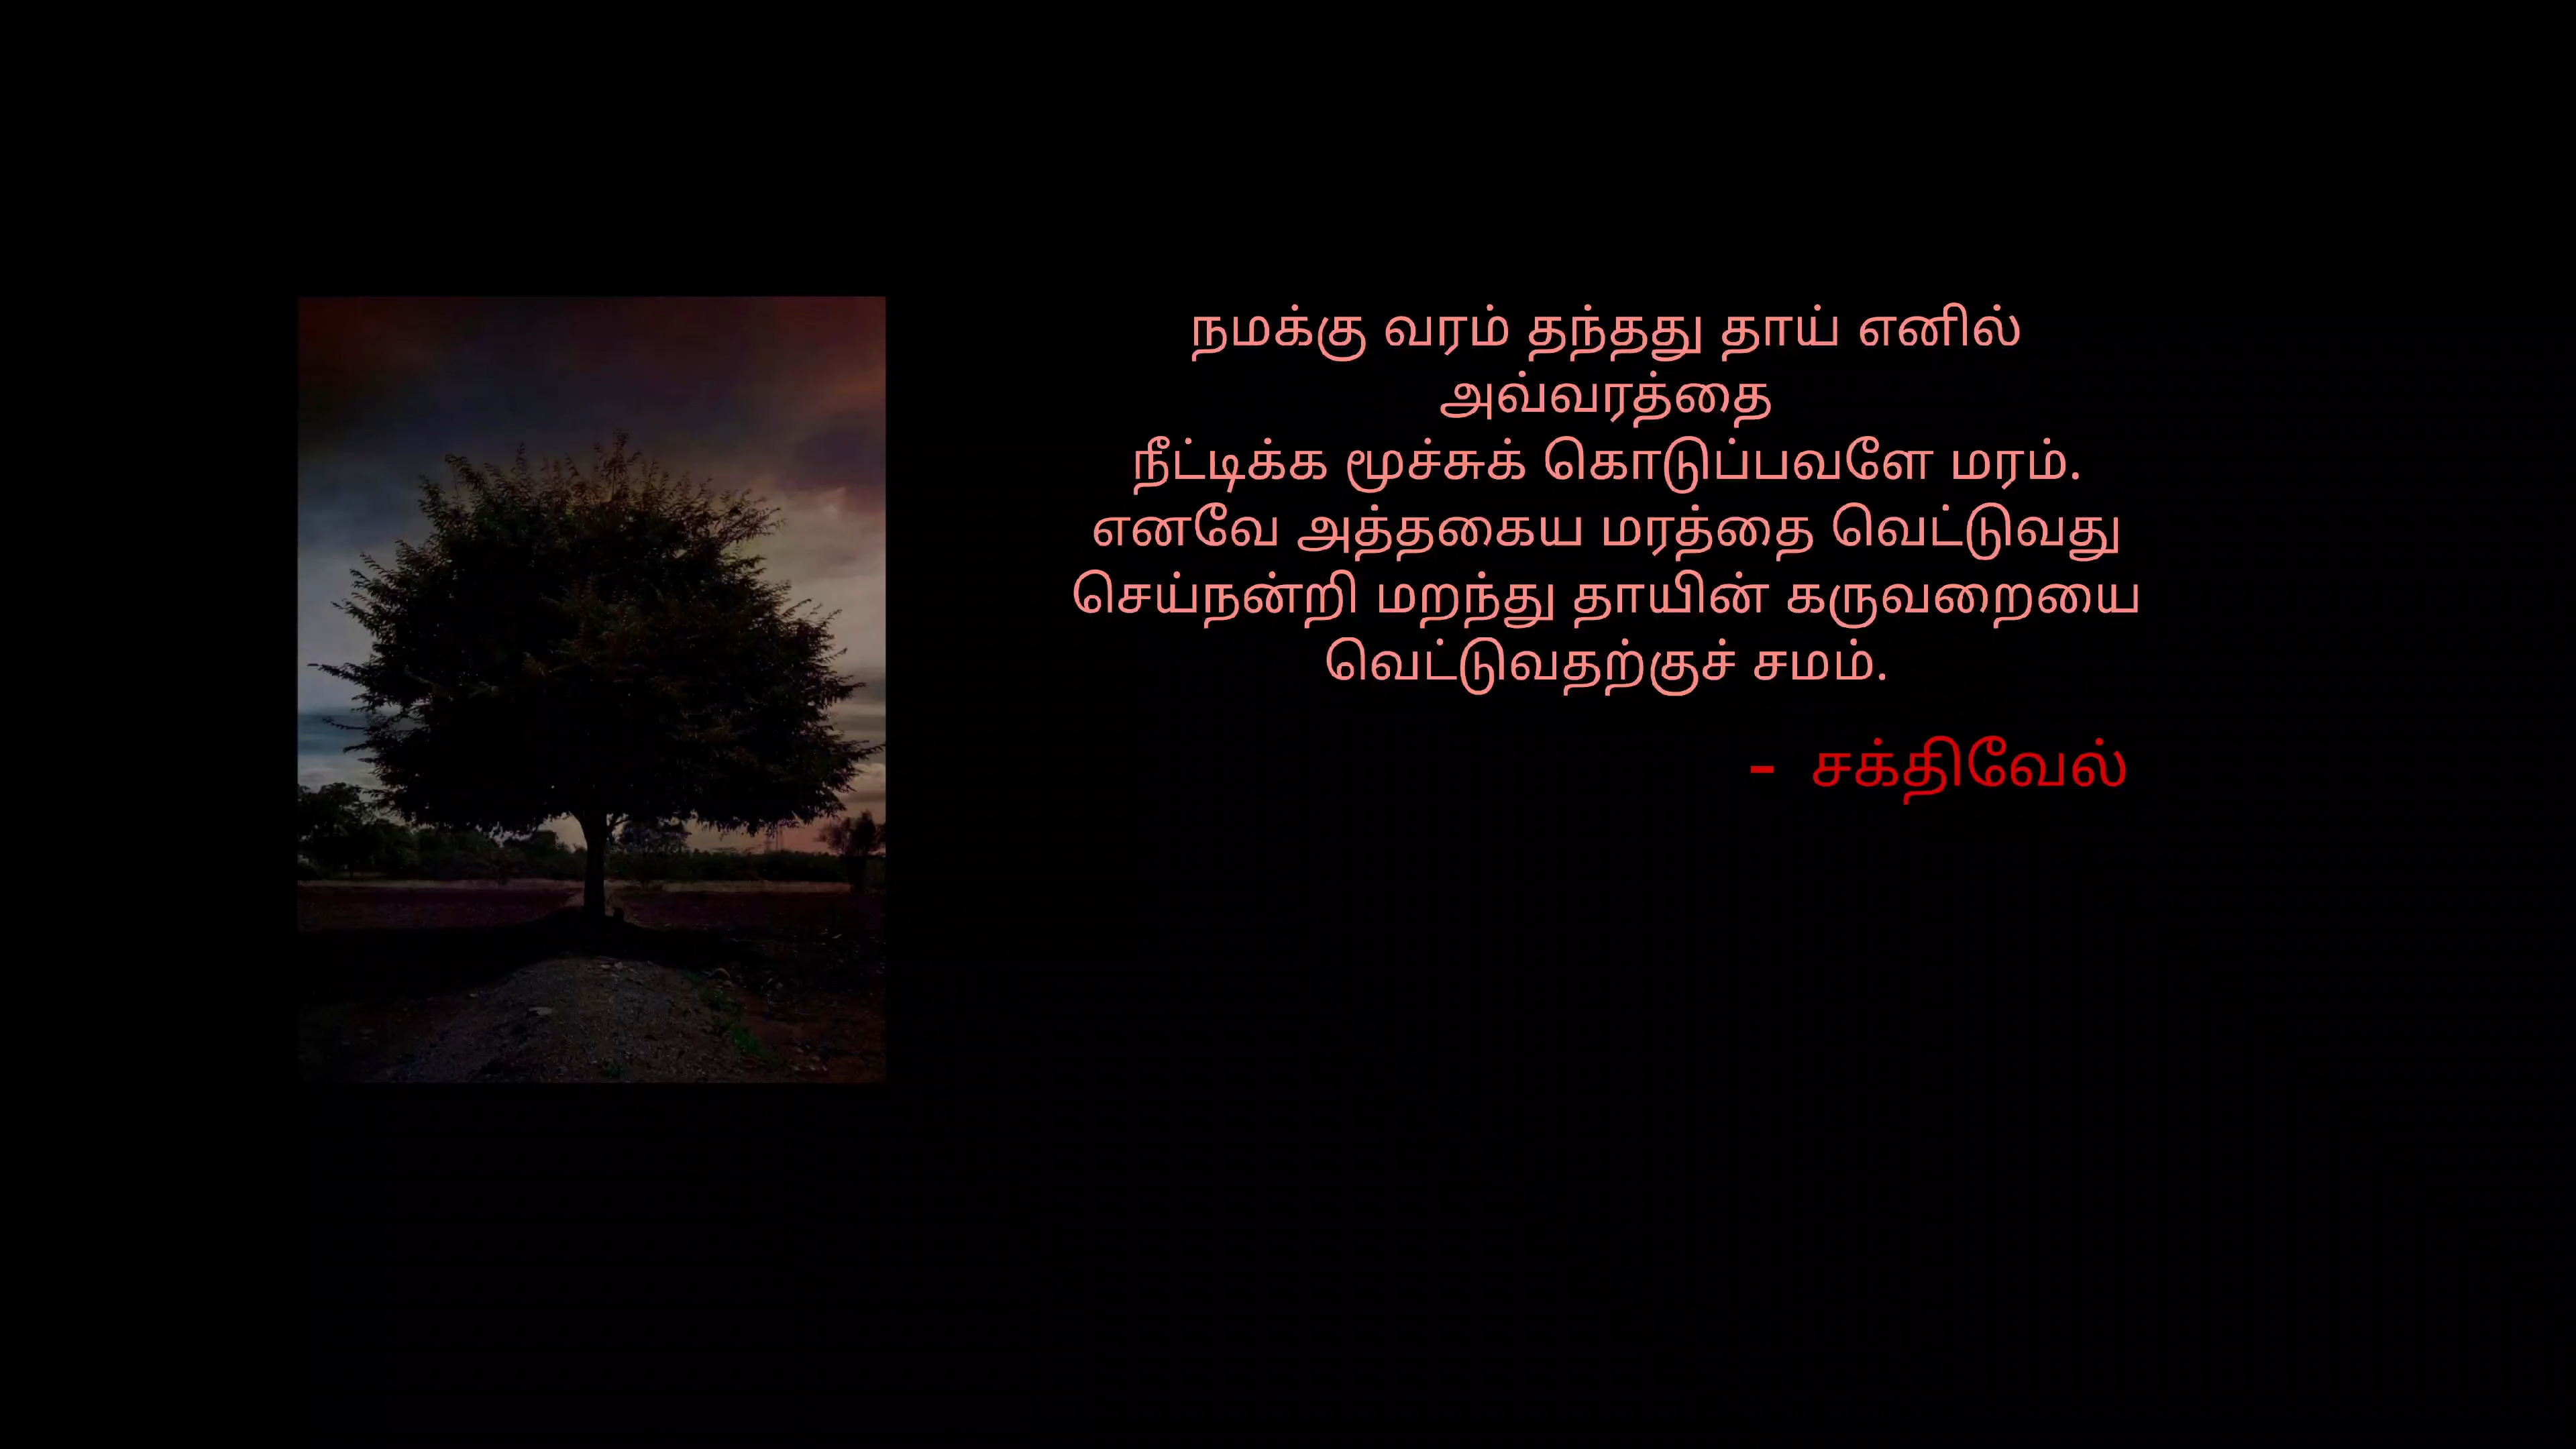 நமக்கு வரம் தந்தது தாய் எனில்
அவ்வரத்தை
நீட்டிக்க மூச்சுக் கொடுப்பவளே மரம்.
எனவே அத்தகைய மரத்தை வெட்டுவது
செய்நன்றி மறந்து தாயின் கருவறையை
வெட்டுவதற்குச் சமம்.
- சக்திவேல்